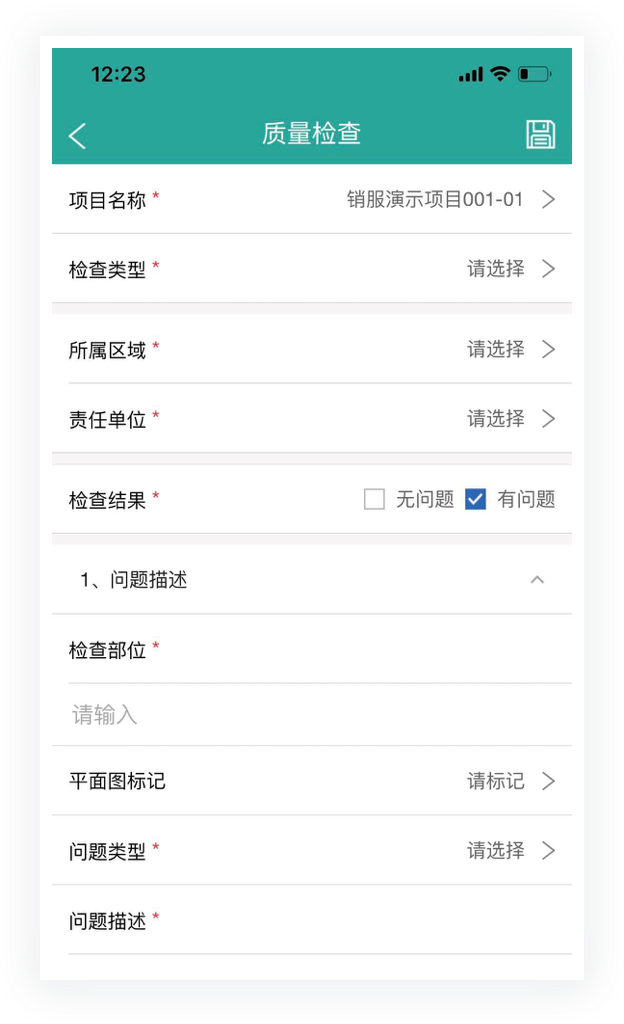 12:23
质量检查
项目名称 * 销服演示项目001-01
检查类型 * 请选择
所属区域 * 请选择
责任单位 * 请选择
检查结果 * 无问题 有问题
1、问题描述
检查部位 *
请输入
平面图标记 请标记
问题类型 * 请选择
问题描述 *